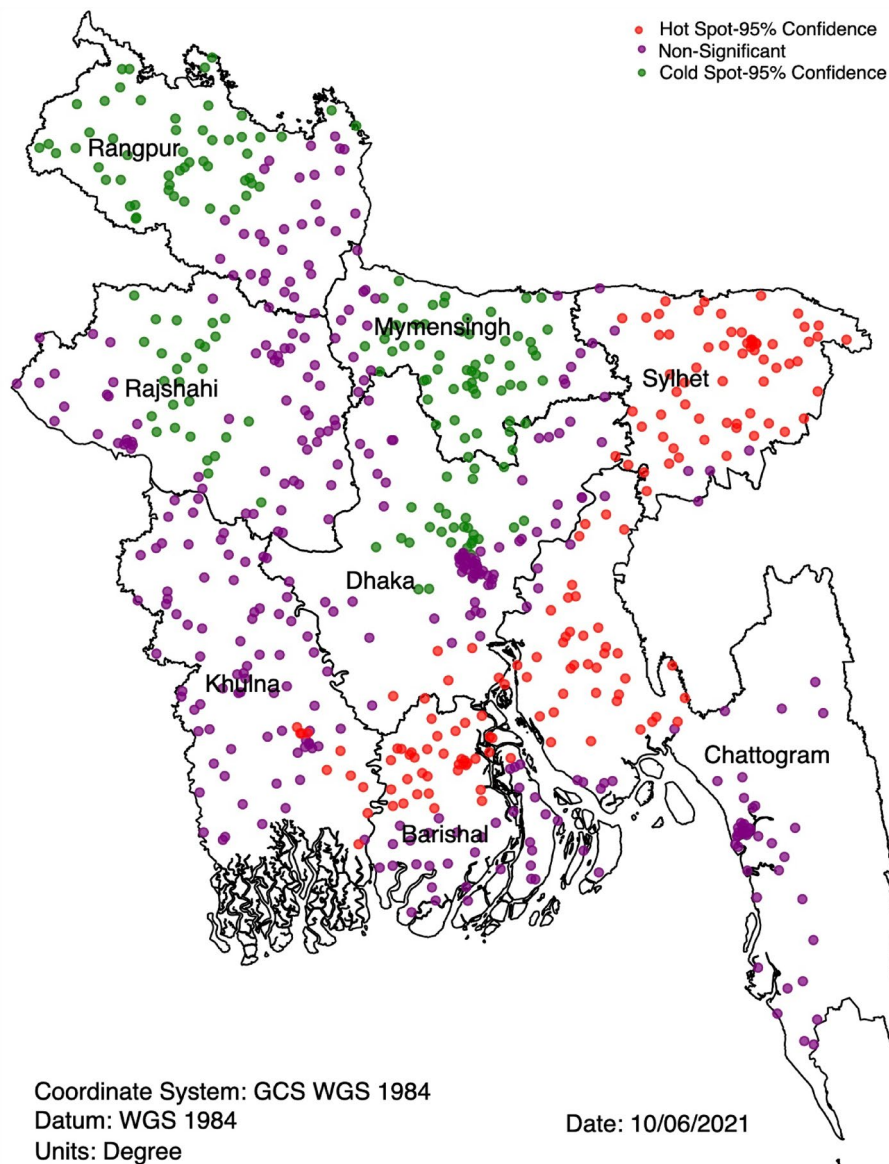 Hot Spot-95% Confidence
Non-Significant
Cold Spot-95% Confidence
Rangpur
Mymensingh
Rajshahi
Sylhet
Dhaka
Khulna
Chattogram
Barishal
Coordinate System: GCS WGS 1984
Datum: WGS 1984
Date: 10/06/2021
Units: Degree